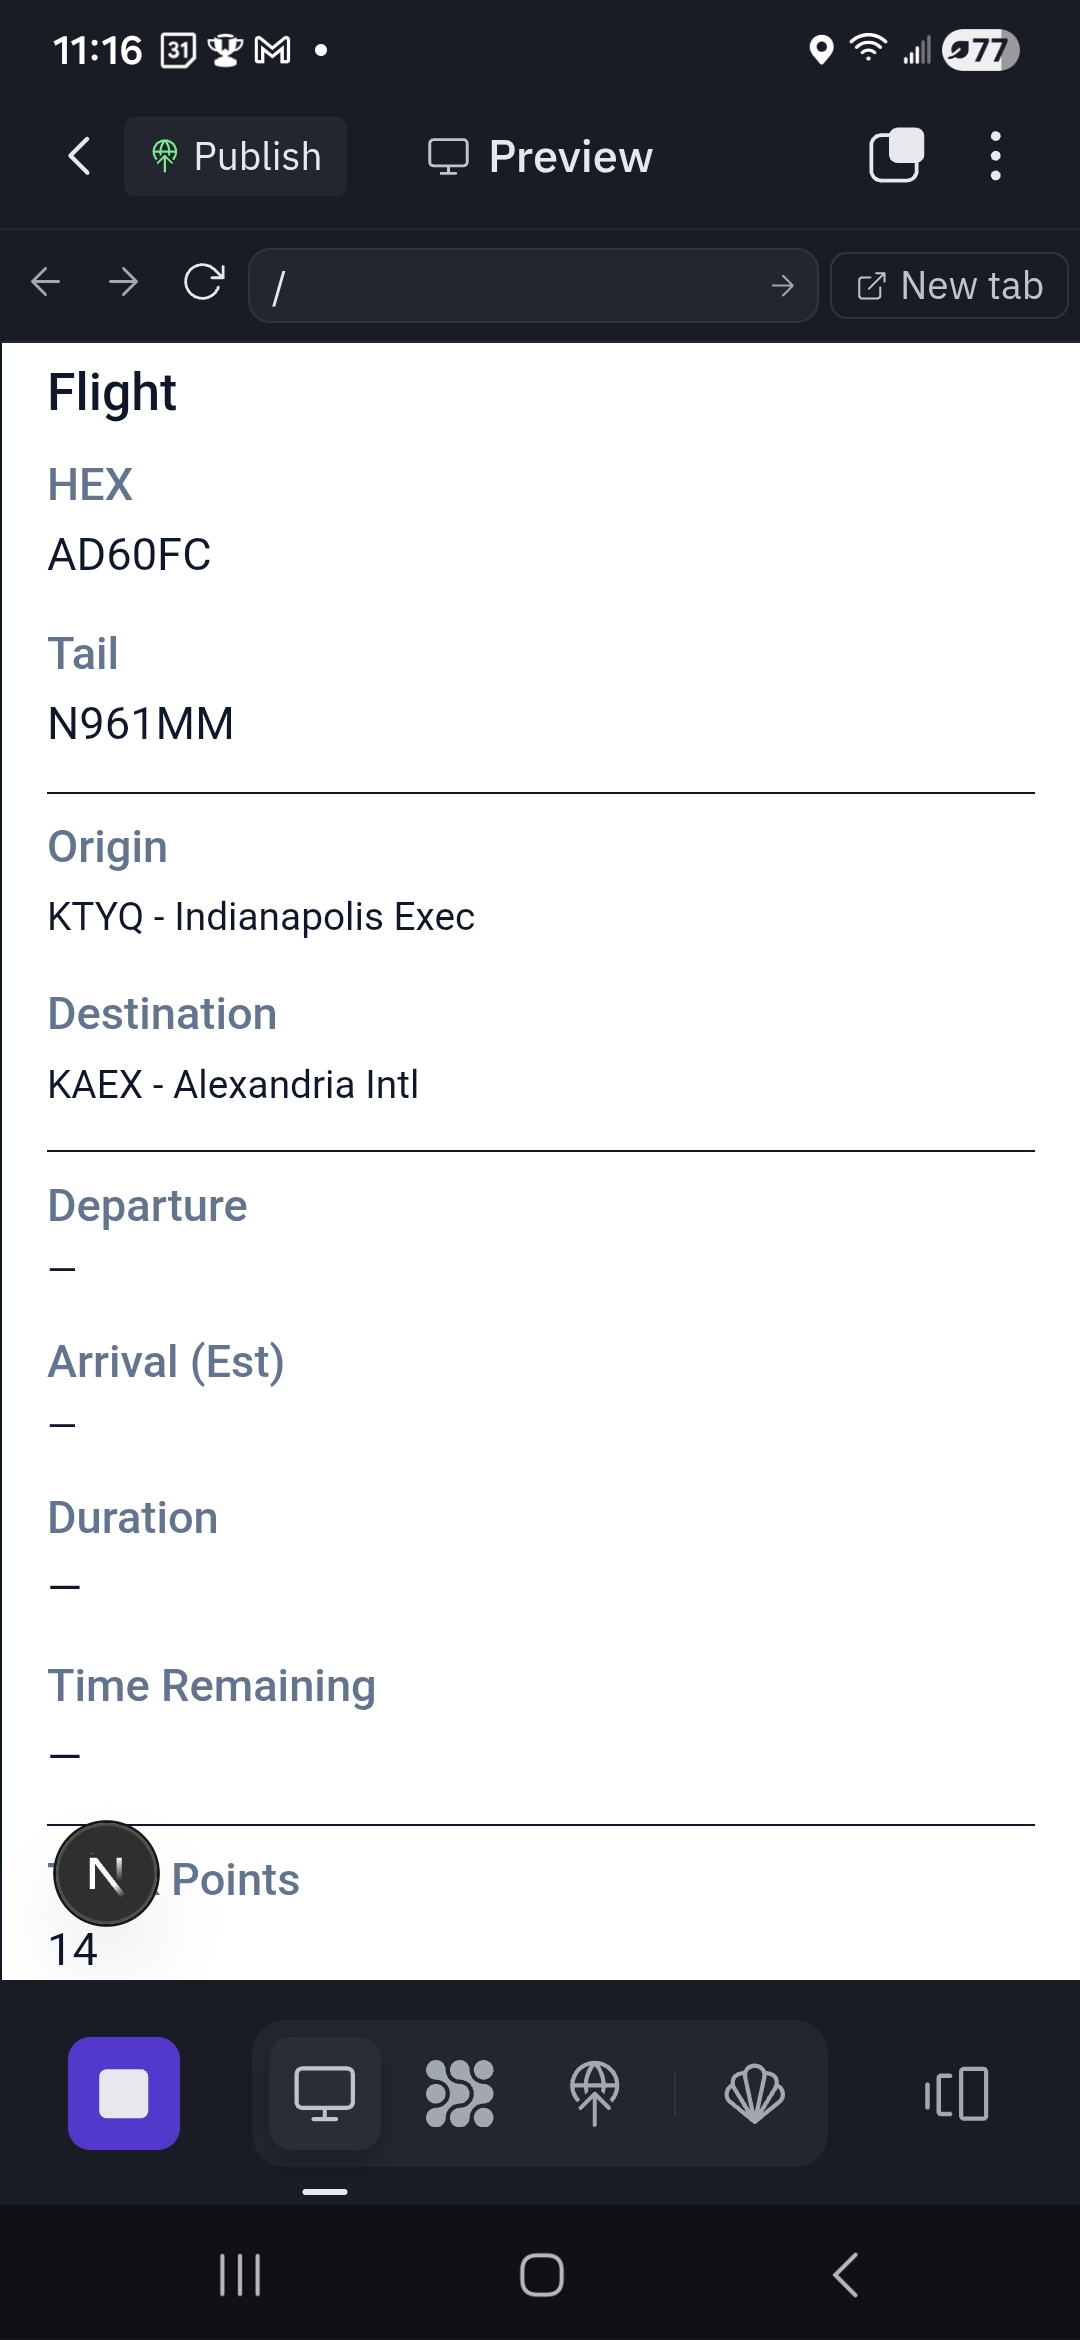 11:16 31 77
Publish Preview
/ New tab
Flight
HEX
AD60FC
Tail
N961MM
Origin
KTYQ - Indianapolis Exec
Destination
KAEX - Alexandria Intl
Departure
—
Arrival (Est)
—
Duration
—
Time Remaining
—
N Points
14